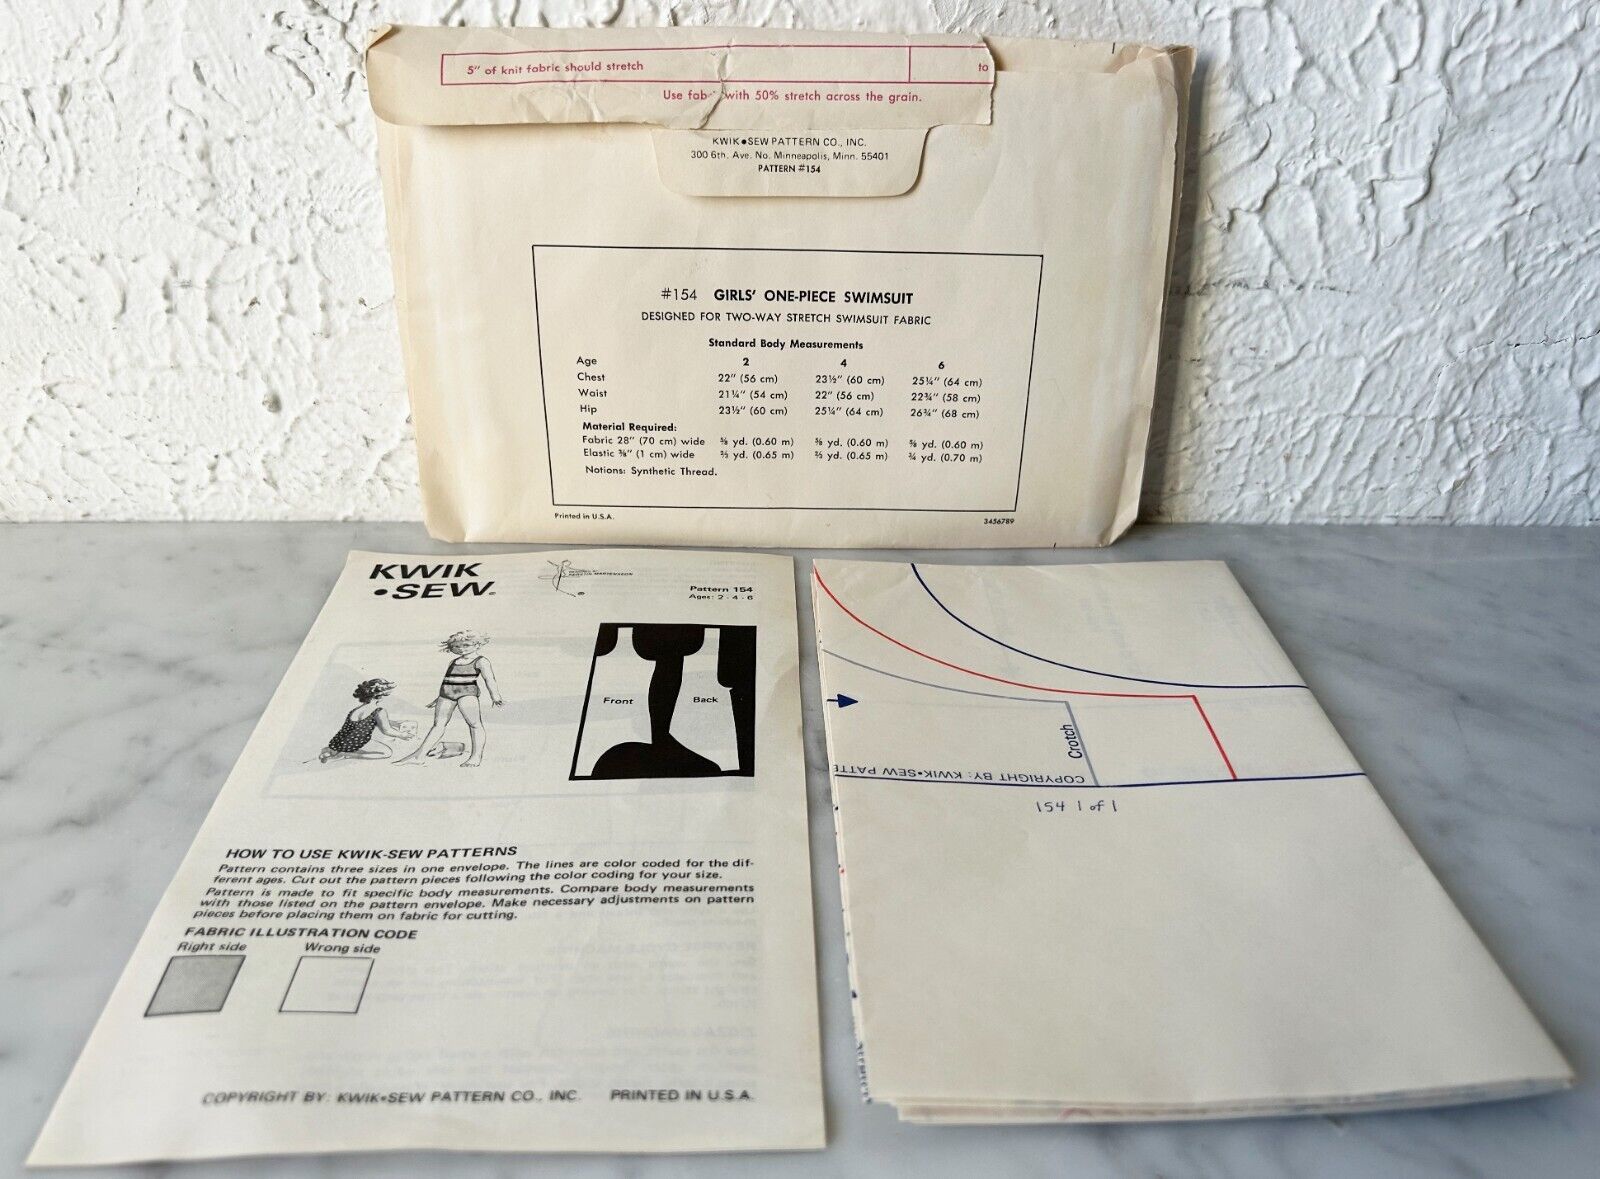 5" of knit fabric should stretch
to
Use fab with 50% stretch across the grain.
KWIK•SEW PATTERN CO., INC.
300 6th. Ave. No. Minneapolis, Minn. 55401
PATTERN #154
#154 GIRLS' ONE-PIECE SWIMSUIT
DESIGNED FOR TWO-WAY STRETCH SWIMSUIT FABRIC
Standard Body Measurements
Age 2 4 6
Chest 22" (56 cm) 23½" (60 cm) 25¼" (64 cm)
Waist 21¼" (54 cm) 22" (56 cm) 22¾" (58 cm)
Hip 23½" (60 cm) 25¼" (64 cm) 26¾" (68 cm)
Material Required:
Fabric 28" (70 cm) wide ⅝ yd. (0.60 m) ⅝ yd. (0.60 m) ⅝ yd. (0.60 m)
Elastic ⅜" (1 cm) wide ⅔ yd. (0.65 m) ⅔ yd. (0.65 m) ¾ yd. (0.70 m)
Notions: Synthetic Thread.
Printed in U.S.A.
3456789
KWIK
•SEW®
Pattern 154
Ages: 2 - 4 - 6
Front
Back
HOW TO USE KWIK-SEW PATTERNS
Pattern contains three sizes in one envelope. The lines are color coded for the dif-
ferent ages. Cut out the pattern pieces following the color coding for your size.
Pattern is made to fit specific body measurements. Compare body measurements
with those listed on the pattern envelope. Make necessary adjustments on pattern
pieces before placing them on fabric for cutting.
FABRIC ILLUSTRATION CODE
Right side
Wrong side
COPYRIGHT BY: KWIK•SEW PATTERN CO., INC. PRINTED IN U.S.A.
Crotch
COPYRIGHT BY: KWIK•SEW PATTE
154 1 of 1